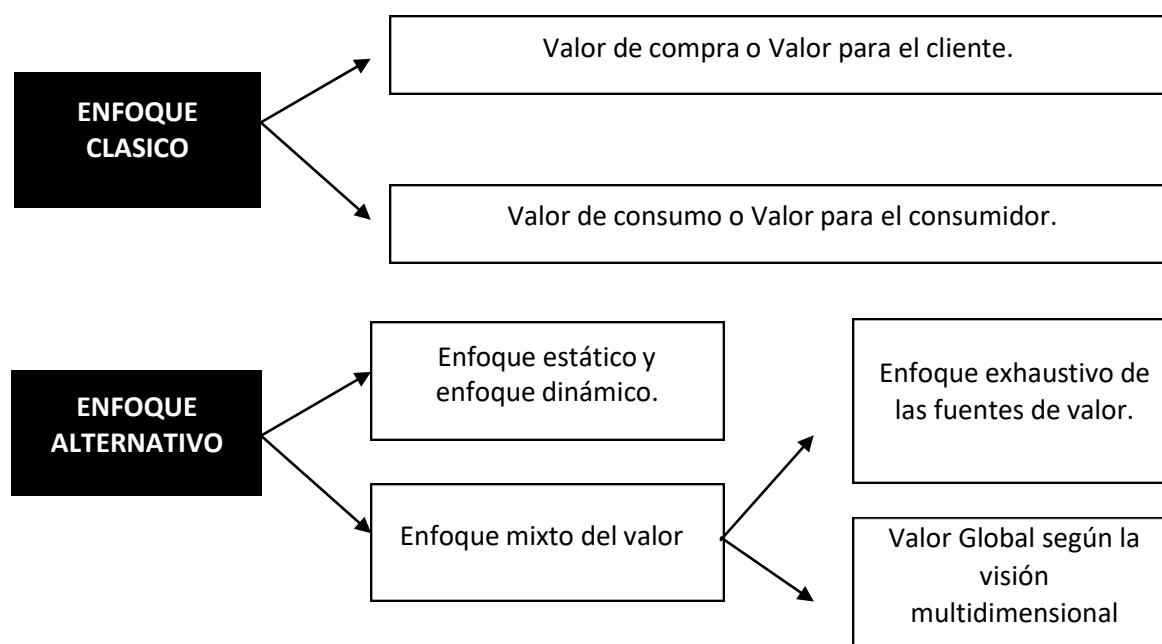 Valor de compra o Valor para el cliente.
ENFOQUE
CLASICO
Valor de consumo o Valor para el consumidor.
Enfoque estático y
enfoque dinámico.
Enfoque exhaustivo de
las fuentes de valor.
ENFOQUE
ALTERNATIVO
Enfoque mixto del valor
Valor Global según la
visión
multidimensional